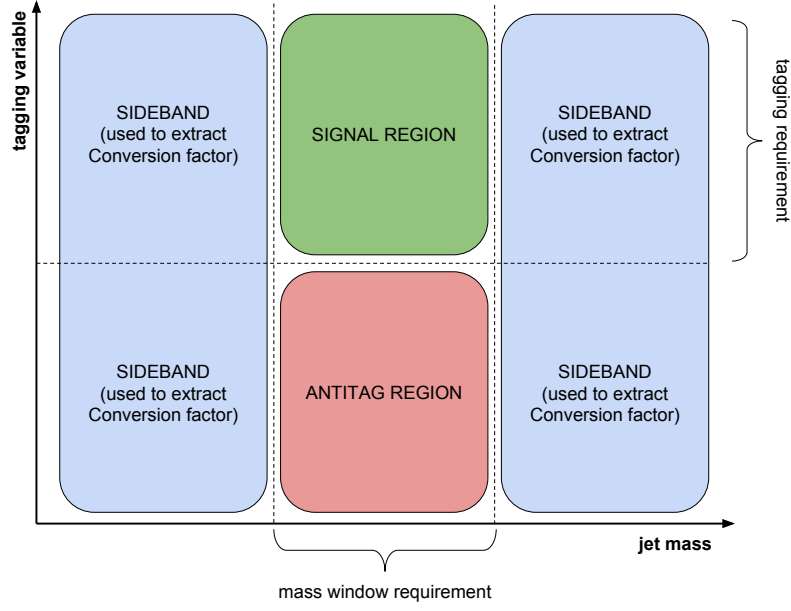 tagging variable
SIDEBAND
(used to extract
Conversion factor)
SIGNAL REGION
SIDEBAND
(used to extract
Conversion factor)
tagging requirement
SIDEBAND
(used to extract
Conversion factor)
ANTITAG REGION
SIDEBAND
(used to extract
Conversion factor)
jet mass
mass window requirement